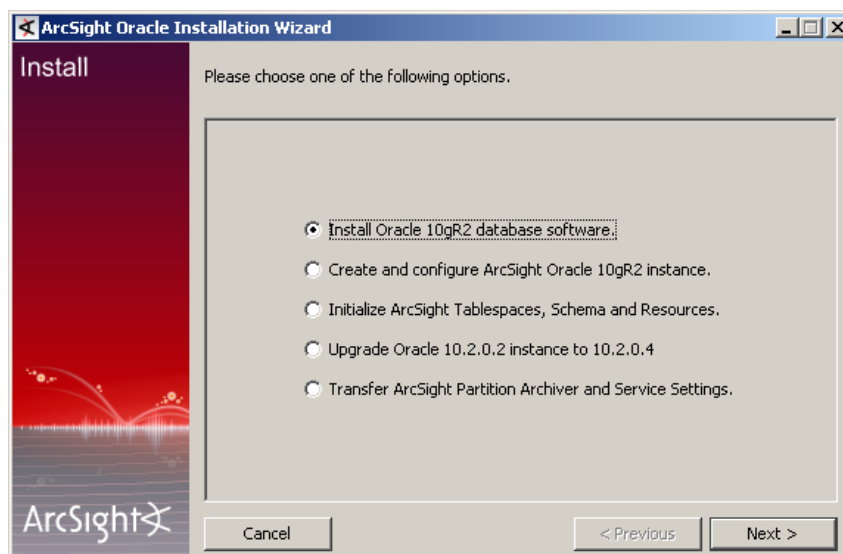 ArcSight Oracle Installation Wizard
Install
Please choose one of the following options.
Install Oracle 10gR2 database software.
Create and configure ArcSight Oracle 10gR2 instance.
Initialize ArcSight Tablespaces, Schema and Resources.
Upgrade Oracle 10.2.0.2 instance to 10.2.0.4
Transfer ArcSight Partition Archiver and Service Settings.
ArcSight
Cancel
< Previous
Next >